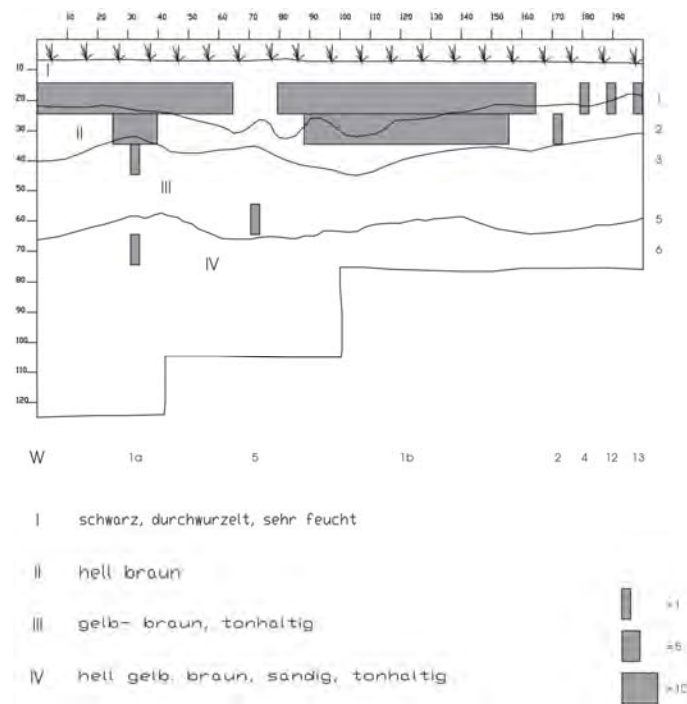 10 20 30 40 50 60 70 80 90 100 110 120 130 140 150 160 170 180 190
10
I
20
1
30
II
2
40
3
III
50
60
5
70
IV
6
80
90
100
110
120
W 1a 5 1b 2 4 12 13
I schwarz, durchwurzelt, sehr feucht
II hell braun
III gelb- braun, tonhaltig
IV hell gelb. braun, sandig, tonhaltig
=1
=5
=10